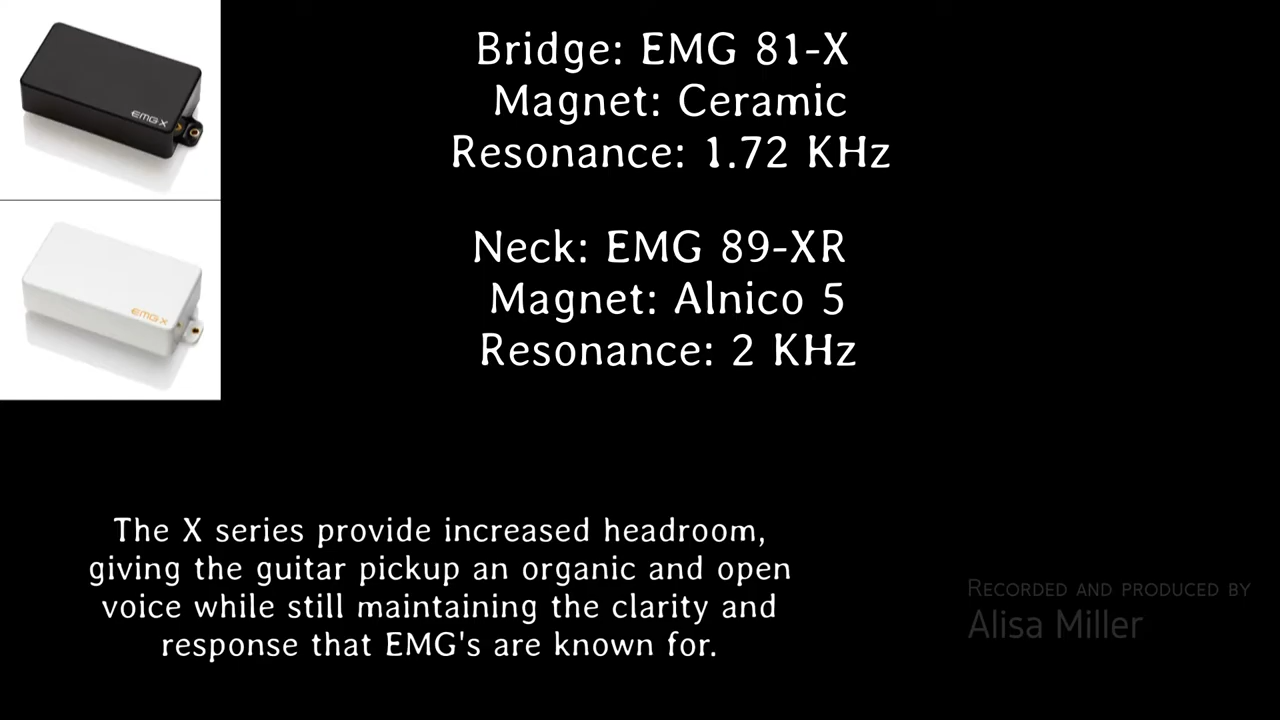 EMG X
EMG X
Bridge: EMG 81-X
Magnet: Ceramic
Resonance: 1.72 KHz
Neck: EMG 89-XR
Magnet: Alnico 5
Resonance: 2 KHz
The X series provide increased headroom,
giving the guitar pickup an organic and open
voice while still maintaining the clarity and
response that EMG's are known for.
Recorded and produced by
Alisa Miller